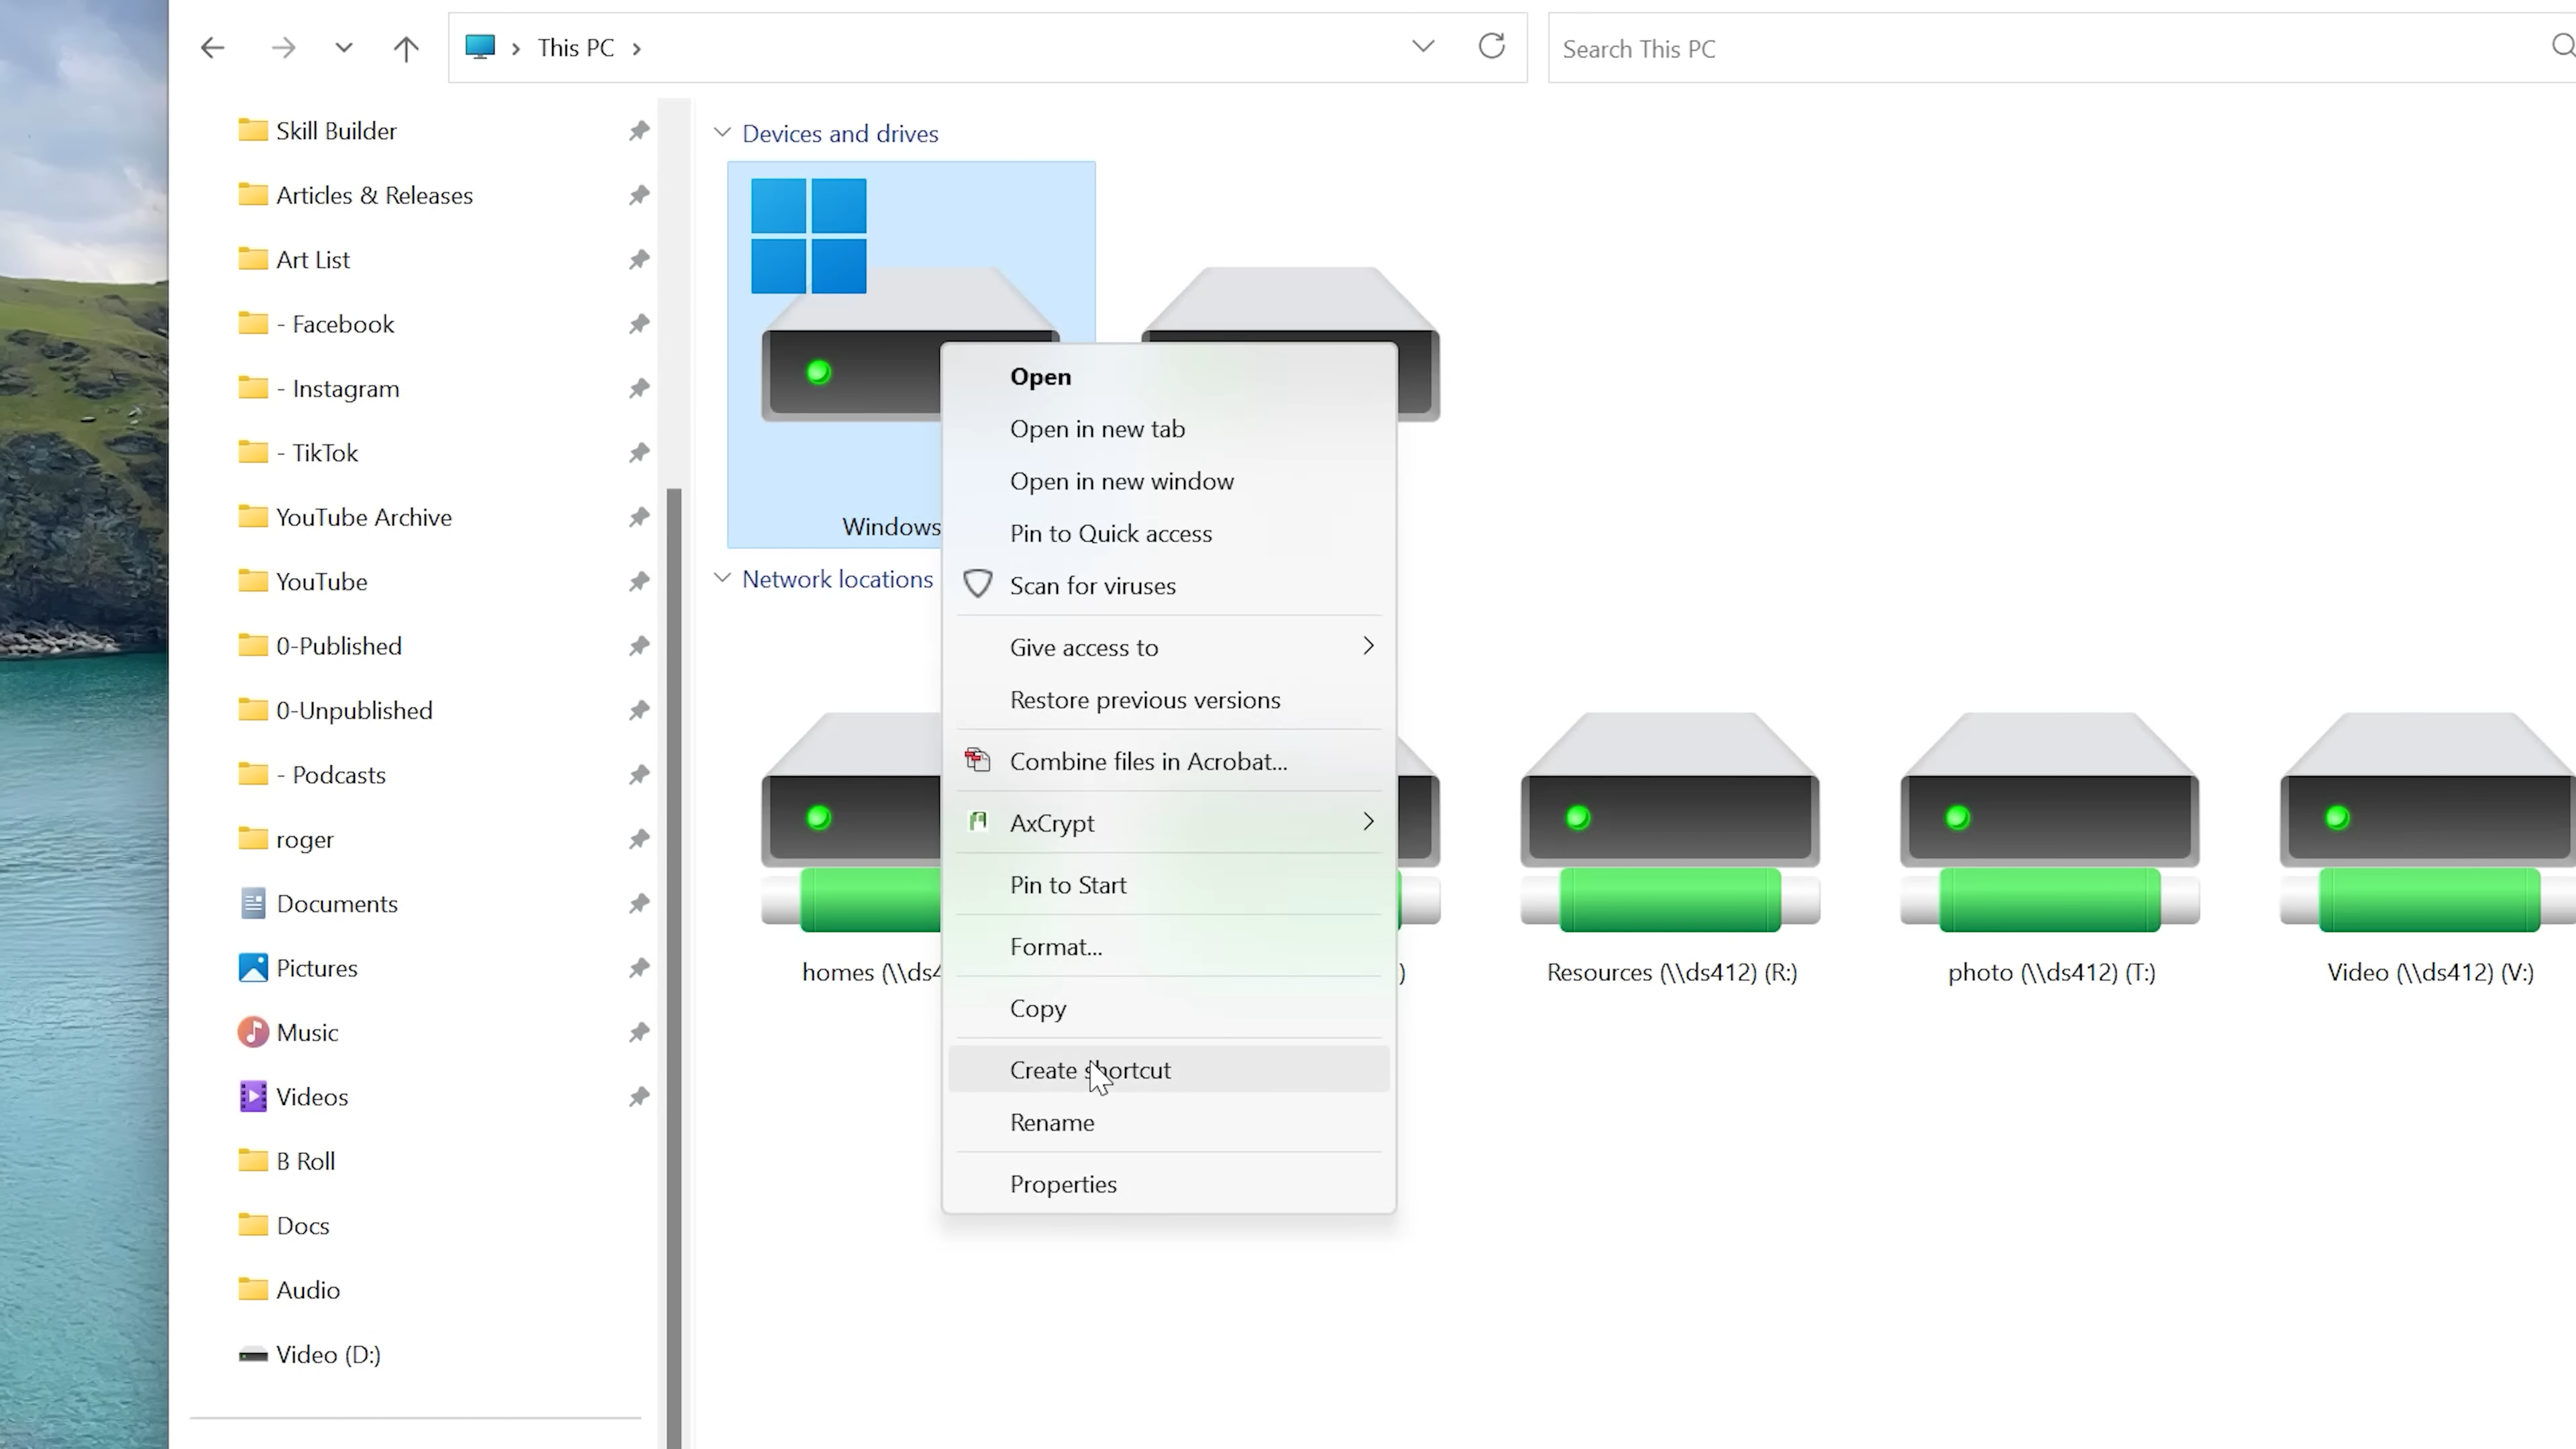 This PC
Search This PC
Skill Builder
Articles & Releases
Art List
- Facebook
- Instagram
- TikTok
YouTube Archive
YouTube
0-Published
0-Unpublished
- Podcasts
roger
Documents
Pictures
Music
Videos
B Roll
Docs
Audio
Video (D:)
Devices and drives
Windows
Network locations
homes (\\ds4
)
Resources (\\ds412) (R:)
photo (\\ds412) (T:)
Video (\\ds412) (V:)
Open
Open in new tab
Open in new window
Pin to Quick access
Scan for viruses
Give access to
Restore previous versions
Combine files in Acrobat...
AxCrypt
Pin to Start
Format...
Copy
Create shortcut
Rename
Properties